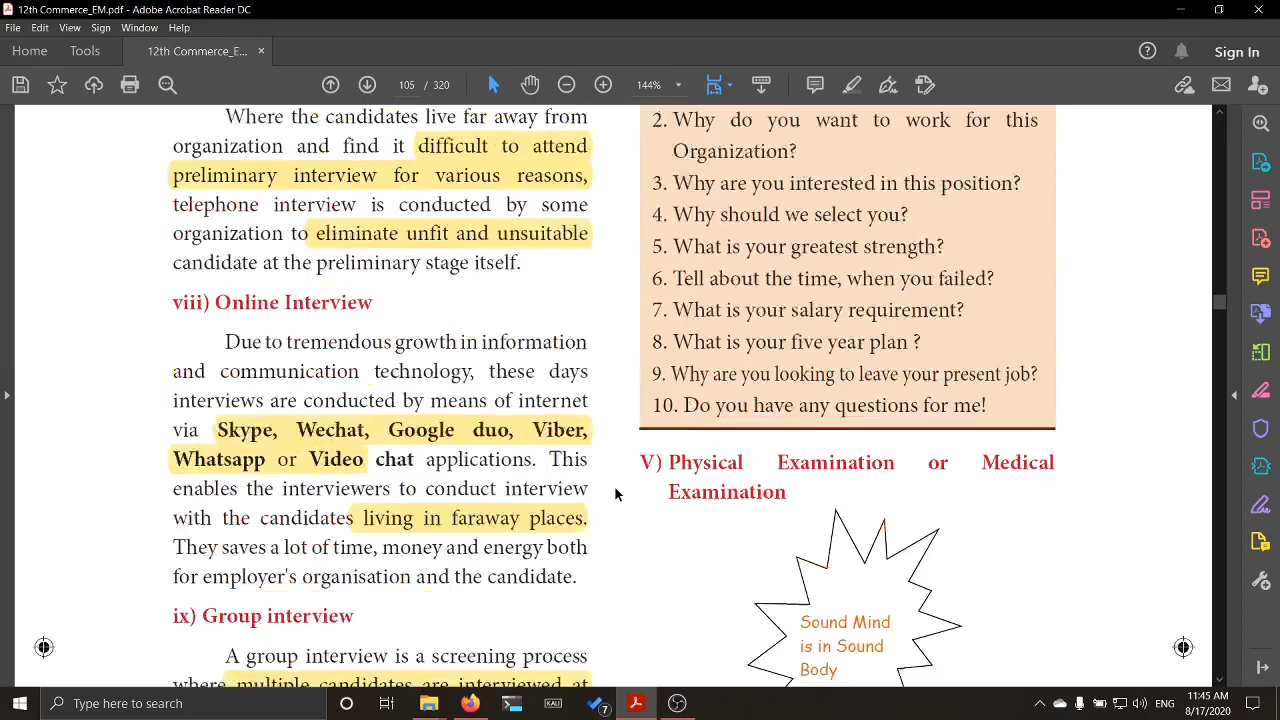 12th Commerce_EM.pdf - Adobe Acrobat Reader DC
File Edit View Sign Window Help
Home Tools 12th Commerce_E... × Sign In
105 / 320 144%
Where the candidates live far away from
organization and find it difficult to attend
preliminary interview for various reasons,
telephone interview is conducted by some
organization to eliminate unfit and unsuitable
candidate at the preliminary stage itself.
viii) Online Interview
Due to tremendous growth in information
and communication technology, these days
interviews are conducted by means of internet
via Skype, Wechat, Google duo, Viber,
Whatsapp or Video chat applications. This
enables the interviewers to conduct interview
with the candidates living in faraway places.
They saves a lot of time, money and energy both
for employer's organisation and the candidate.
ix) Group interview
A group interview is a screening process
where multiple candidates are interviewed at
2. Why do you want to work for this
Organization?
3. Why are you interested in this position?
4. Why should we select you?
5. What is your greatest strength?
6. Tell about the time, when you failed?
7. What is your salary requirement?
8. What is your five year plan ?
9. Why are you looking to leave your present job?
10. Do you have any questions for me!
V) Physical Examination or Medical
Examination
Sound Mind
is in Sound
Body
Type here to search
KALI
7
11:45 AM
8/17/2020